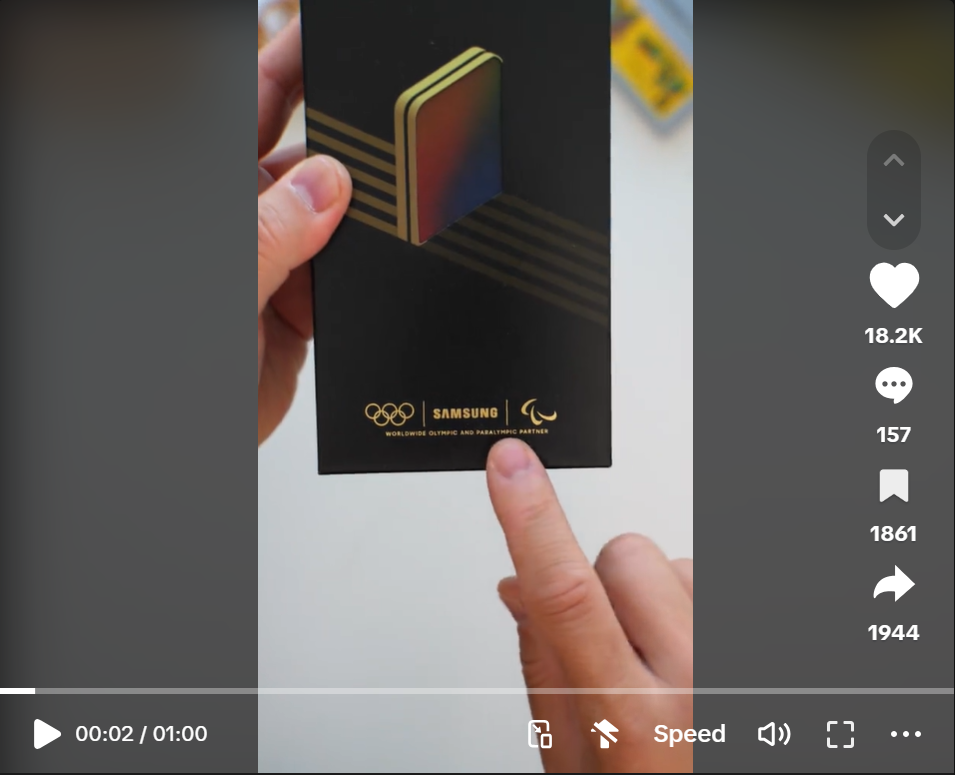 SAMSUNG
WORLDWIDE OLYMPIC AND PARALYMPIC PARTNER
18.2K
157
1861
1944
00:02 / 01:00
Speed